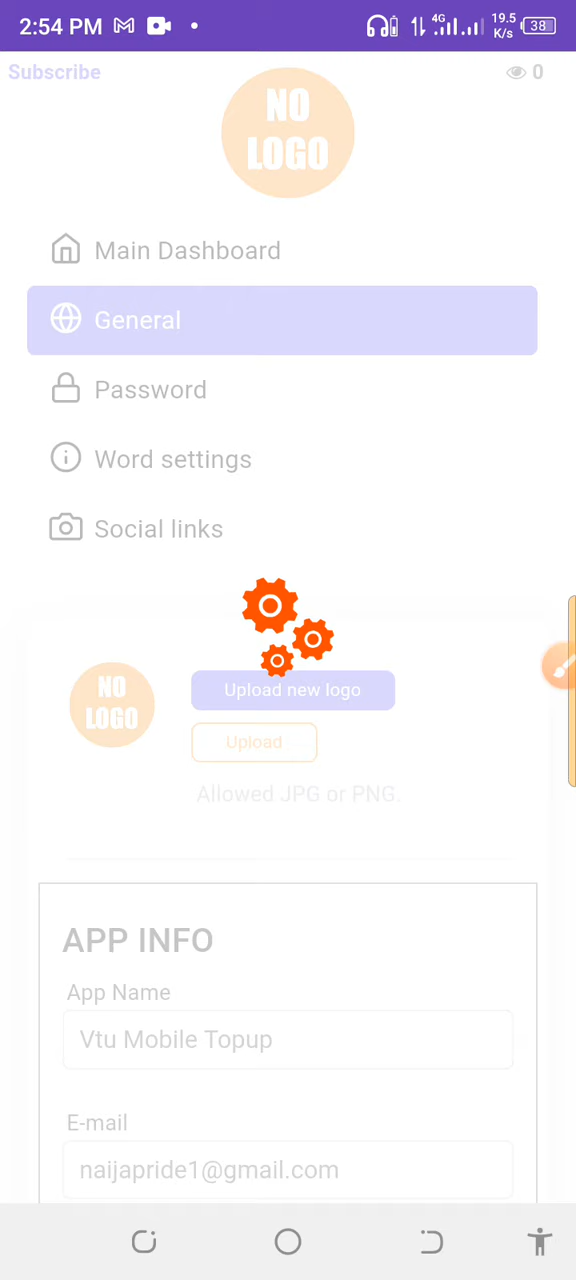 2:54 PM
4G
19.5
K/s
38
Subscribe
0
NO
LOGO
Main Dashboard
General
Password
Word settings
Social links
NO
LOGO
Upload new logo
Upload
Allowed JPG or PNG.
APP INFO
App Name
Vtu Mobile Topup
E-mail
naijapride1@gmail.com